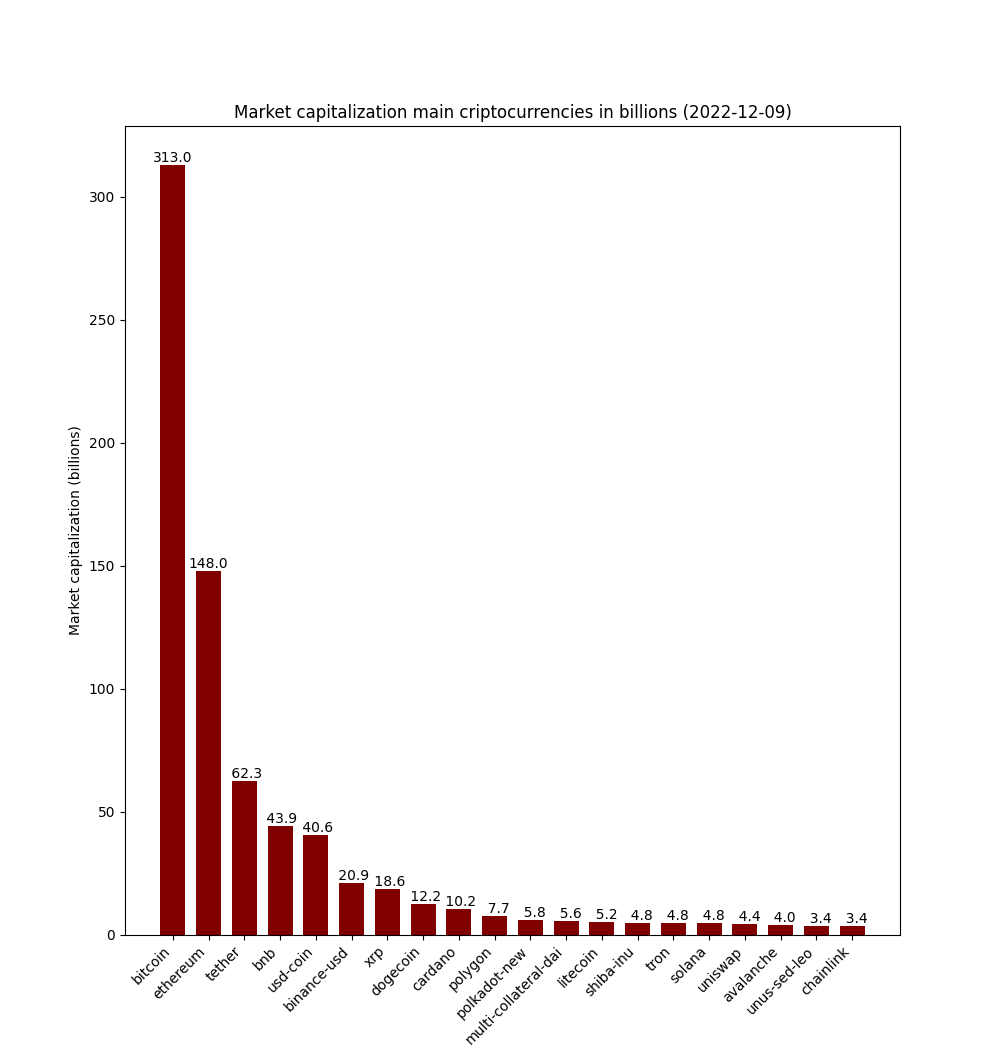 Market capitalization main criptocurrencies in billions (2022-12-09)
Market capitalization (billions)
300
250
200
150
100
50
0
313.0
148.0
62.3
43.9
40.6
20.9
18.6
12.2
10.2
7.7
5.8
5.6
5.2
4.8
4.8
4.8
4.4
4.0
3.4
3.4
bitcoin
ethereum
tether
bnb
usd-coin
binance-usd
xrp
dogecoin
cardano
polygon
polkadot-new
multi-collateral-dai
litecoin
shiba-inu
tron
solana
uniswap
avalanche
unus-sed-leo
chainlink